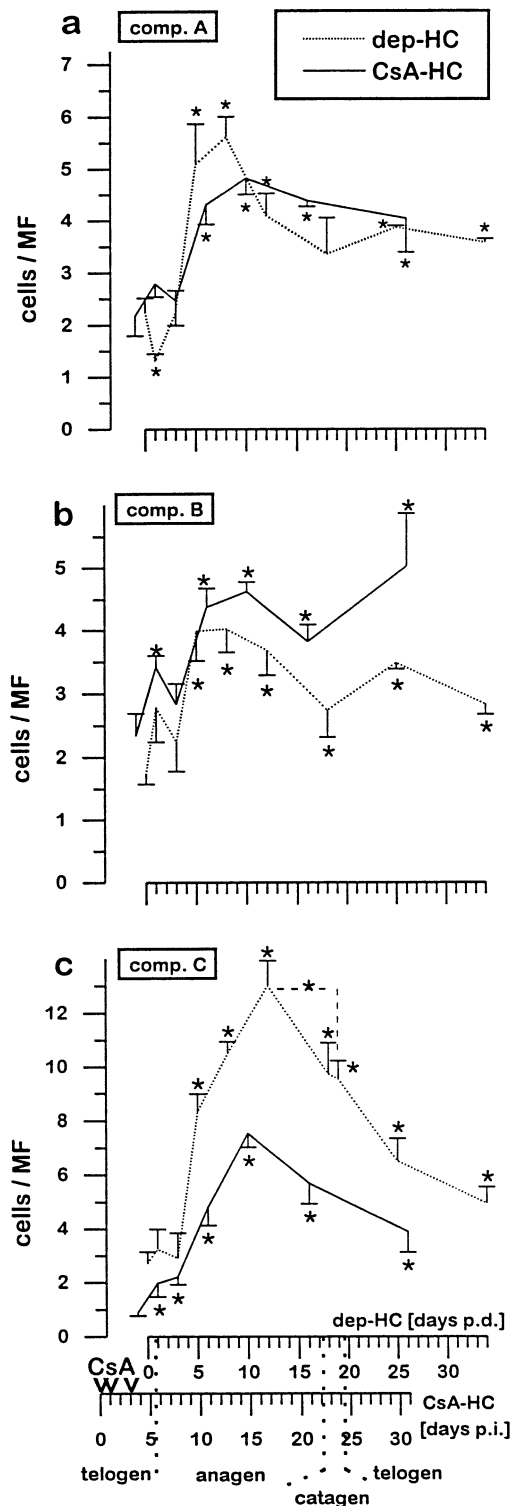 a
comp. A
dep-HC
CsA-HC
7
6
5
4
3
2
1
0
cells / MF
* * * * * * * * * * *
b
comp. B
5
4
3
2
1
0
cells / MF
* * * * * * * * * * *
c
comp. C
12
10
8
6
4
2
0
cells / MF
* * * * * * * * * * * * * *
dep-HC [days p.d.]
CsA 0 5 10 15 20 25 30
CsA-HC
[days p.i.]
0 5 10 15 20 25 30
telogen anagen telogen
catagen